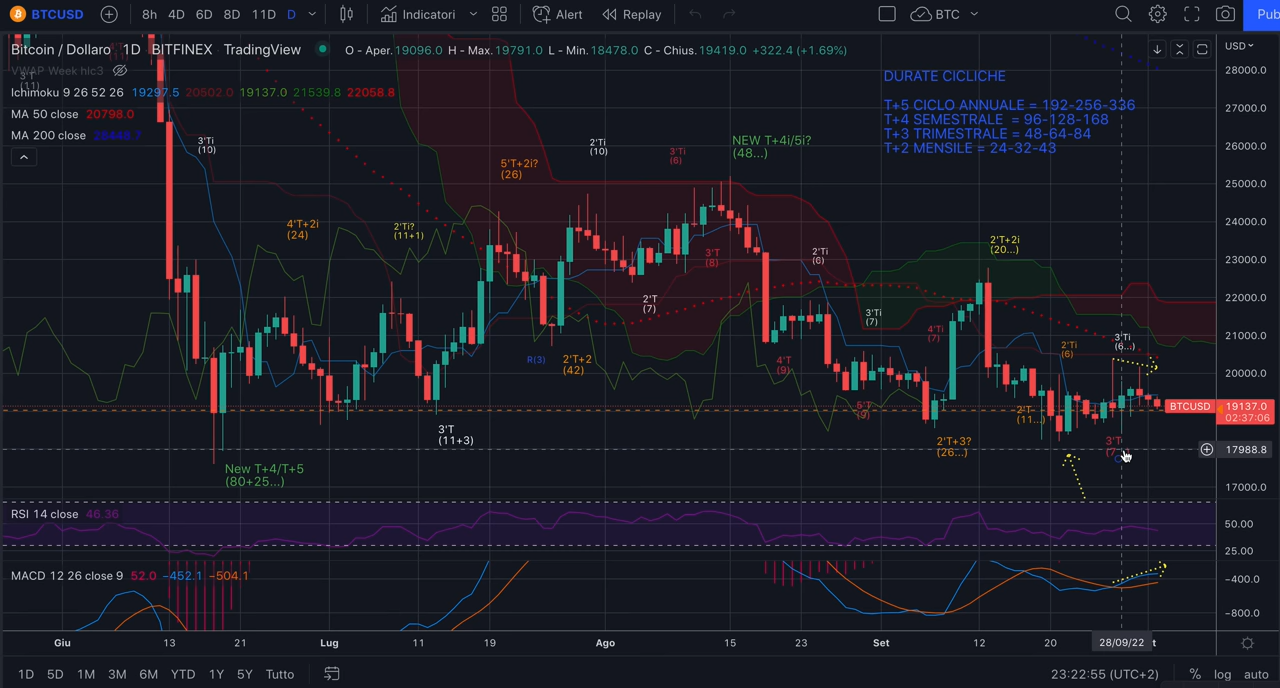 BTCUSD 8h 4D 6D 8D 11D D Indicatori Alert Replay BTC Pub
Bitcoin / Dollaro 1D BITFINEX TradingView O - Aper.19096.0 H - Max.19791.0 L - Min.18478.0 C - Chius.19419.0 +322.4 (+1.69%)
USD
VWAP Week hlc3
3'T
(11)
Ichimoku 9 26 52 26 19297.5 20502.0 19137.0 21539.8 22058.8
MA 50 close 20798.0
MA 200 close
DURATE CICLICHE
T+5 CICLO ANNUALE = 192-256-336
T+4 SEMESTRALE = 96-128-168
T+3 TRIMESTRALE = 48-64-84
T+2 MENSILE = 24-32-43
28000.0
27000.0
26000.0
25000.0
24000.0
23000.0
22000.0
21000.0
20000.0
BTCUSD 19137.0
02:37:06
17988.8
17000.0
3'Ti
(10)
4'T+2i
(24)
2'Ti?
(11+1)
5'T+2i?
(26)
2'Ti
(10)
3'Ti
(6)
NEW T+4i/5i?
(48...)
3'T
(8)
2'Ti
(6)
2'T
(7)
3'Ti
(7)
4'Ti
(7)
2'T+2i
(20...)
2'Ti
(6)
3'Ti
(6...)
R(3)
2'T+2
(42)
4'T
(9)
5'T
(9)
2'T
(11...)
3'T
(11+3)
2'T+3?
(26...)
3'T
(7
New T+4/T+5
(80+25...)
RSI 14 close 46.36
50.00
25.00
MACD 12 26 close 9 52.0 −452.1 −504.1
−400.0
−800.0
Giu 13 21 Lug 11 19 Ago 15 23 Set 12 20 28/09/22 t
1D 5D 1M 3M 6M YTD 1Y 5Y Tutto 23:22:55 (UTC+2) % log auto